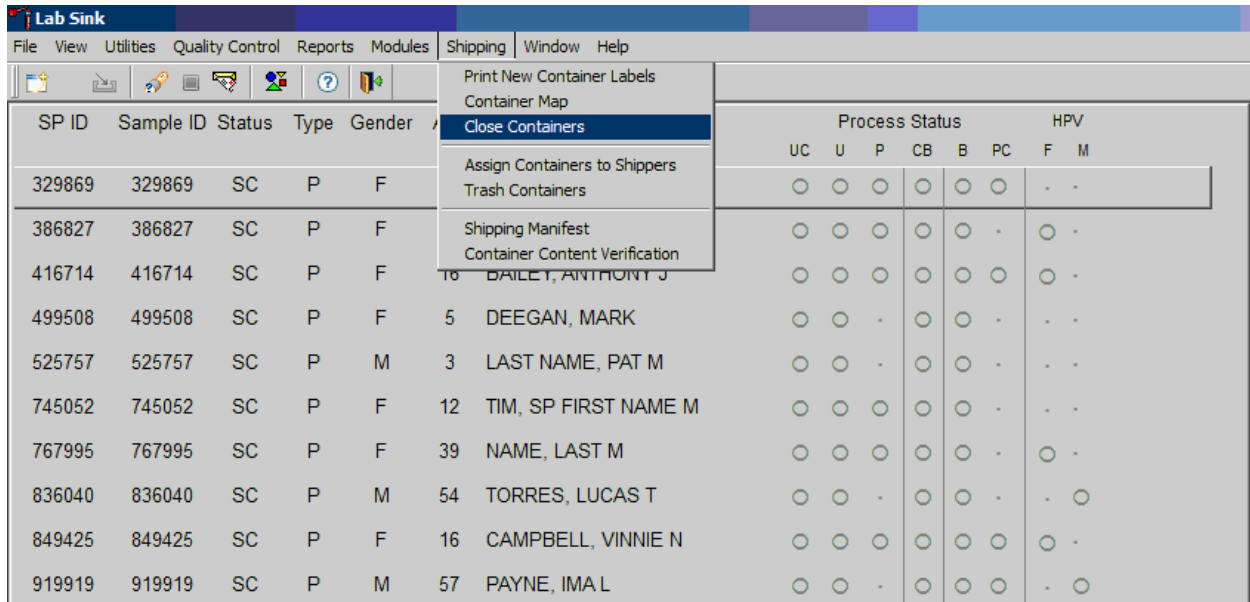 Lab Sink
File View Utilities Quality Control Reports Modules Shipping Window Help
Print New Container Labels
Container Map
Close Containers
Assign Containers to Shippers
Trash Containers
Shipping Manifest
Container Content Verification
SP ID Sample ID Status Type Gender Process Status HPV
UC U P CB B PC F M
329869 329869 SC P F
386827 386827 SC P F
416714 416714 SC P F 16 BAILEY, ANTHONY J
499508 499508 SC P F 5 DEEGAN, MARK
525757 525757 SC P M 3 LAST NAME, PAT M
745052 745052 SC P F 12 TIM, SP FIRST NAME M
767995 767995 SC P F 39 NAME, LAST M
836040 836040 SC P M 54 TORRES, LUCAS T
849425 849425 SC P F 16 CAMPBELL, VINNIE N
919919 919919 SC P M 57 PAYNE, IMA L